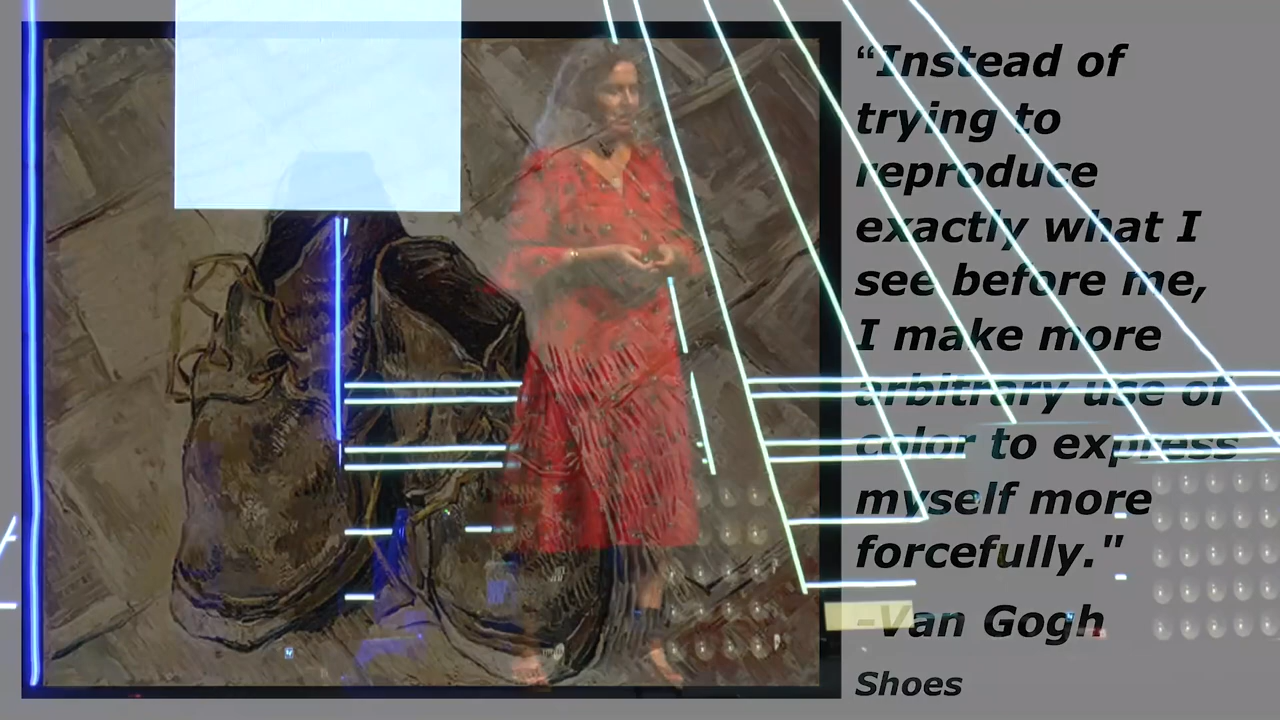 “Instead of
trying to
reproduce
exactly what I
see before me,
I make more
arbitrary use of
color to express
myself more
forcefully."
-Van Gogh
Shoes